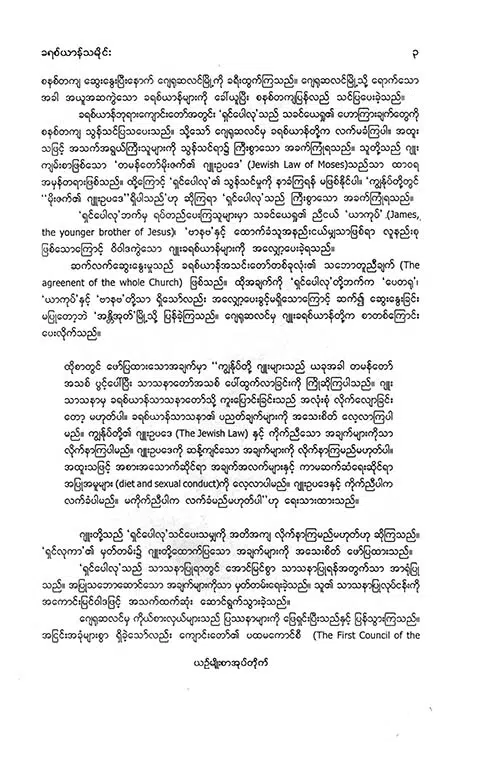 ခရစ်ယာန်သမိုင်း ၃
စနစ်တကျ ဆွေးနွေးပြီးနောက် ဂျေရုဆလင်မြို့ကို ခရီးထွက်ကြသည်။ ဂျေရုဆလင်မြို့သို့ ရောက်သော
အခါ အယူအဆကွဲသော ခရစ်ယာန်များကို ခေါ်ယူပြီး စနစ်တကျပြန်လည် သင်ပြပေးခဲ့သည်။
ခရစ်ယာန်ဘုရားကျောင်းတော်အတွင်း 'ရှင်ပေါလု'သည် သခင်ယေရှု၏ ဟောကြားချက်တွေကို
စနစ်တကျ သွန်သင်ပြသပေးသည်။ သို့သော် ဂျေရုဆလင်မှ ခရစ်ယာန်တို့က လက်မခံကြပါ။ အထူး
သဖြင့် အသက်အရွယ်ကြီးသူများကို သွန်သင်ရာ၌ ကြီးစွာသော အခက်ကြုံရသည်။ သူတို့သည် ဂျူး
ကျမ်းစာဖြစ်သော 'တမန်တော်မိုးဇက်၏ ဂျူးဥပဒေ' (Jewish Law of Moses)သည်သာ ထာဝရ
အမှန်တရားဖြစ်သည်။ ထို့ကြောင့် 'ရှင်ပေါလု'၏ သွန်သင်မှုကို နာခံကြရန် မဖြစ်နိုင်ပါ။ "ကျွန်ုပ်တို့တွင်
"မိုးဇက်၏ ဂျူးဥပဒေ"ရှိပါသည်"ဟု ဆိုကြရာ 'ရှင်ပေါလု'သည် ကြီးစွာသော အခက်ကြုံရသည်။
'ရှင်ပေါလု'ဘက်မှ ရပ်တည်ပေးကြသူများမှာ သခင်ယေရှု၏ ညီငယ် 'ယာကုပ်' (James,
the younger brother of Jesus)၊ 'ဗာနဗ'နှင့် ထောက်ခံသူအနည်းငယ်မျှသာဖြစ်ရာ လူနည်းစု
ဖြစ်သောကြောင့် ဝိဝါဒကွဲသော ဂျူးခရစ်ယာန်များကို အလျှော့ပေးခဲ့ရသည်။
ဆက်လက်ဆွေးနွေးမှုသည် ခရစ်ယာန်အသင်းတော်တစ်ခုလုံး၏ သဘောတူညီချက် (The
agreenent of the whole Church) ဖြစ်သည်။ ထိုအချက်ကို 'ရှင်ပေါလု'တို့ဘက်က 'ပေတရု'၊
'ယာကုပ်'နှင့် 'ဗာနဗ'တို့သာ ရှိသော်လည်း အလျှော့ပေးခွင့်မရှိသောကြောင့် ဆက်၍ ဆွေးနွေးခြင်း
မပြုတော့ဘဲ 'အန္တိအုတ်'မြို့သို့ ပြန်ခဲ့ကြသည်။ ဂျေရုဆလင်မှ ဂျူးခရစ်ယာန်တို့က စာတစ်ကြောင်း
ပေးလိုက်သည်။
ထိုစာတွင် ဖော်ပြထားသောအချက်မှာ "ကျွန်ုပ်တို့ ဂျူးများသည် ယခုအခါ တမန်တော်
အသစ် ပွင့်ပေါ်ပြီး သာသနာတော်အသစ် ပေါ်ထွက်လာခြင်းကို ကြိုဆိုကြပါသည်။ ဂျူး
သာသနာမှ ခရစ်ယာန်သာသနာတော်သို့ ကူးပြောင်းခြင်းသည် အလုံးစုံ လိုက်လျောခြင်း
တော့ မဟုတ်ပါ။ ခရစ်ယာန်သာသနာ၏ ပညတ်ချက်များကို အသေးစိတ် လေ့လာကြပါ
မည်။ ကျွန်ုပ်တို့၏ ဂျူးဥပဒေ (The Jewish Law) နှင့် ကိုက်ညီသော အချက်များကိုသာ
လိုက်နာကြပါမည်။ ဂျူးဥပဒေကို ဆန့်ကျင်သော အချက်များကို လိုက်နာကြမည်မဟုတ်ပါ။
အထူးသဖြင့် အစားအသောက်ဆိုင်ရာ အချက်အလက်များနှင့် ကာမဆက်ဆံရေးဆိုင်ရာ
အပြုအမူများ (diet and sexual conduct)ကို လေ့လာပါမည်။ ဂျူးဥပဒေနှင့် ကိုက်ညီပါက
လက်ခံပါမည်။ မကိုက်ညီပါက လက်ခံမည်မဟုတ်ပါ"ဟု ရေးသားထားသည်။
ဂျူးတို့သည် 'ရှင်ပေါလု'သင်ပေးသမျှကို အတိအကျ လိုက်နာကြမည်မဟုတ်ဟု ဆိုကြသည်။
'ရှင်လုကာ'၏ မှတ်တမ်း၌ ဂျူးတို့ထောက်ပြသော အချက်များကို အသေးစိတ် ဖော်ပြထားသည်။
'ရှင်ပေါလု'သည် သာသနာပြုရာတွင် အောင်မြင်စွာ သာသနာပြုရန်အတွက်သာ အာရုံပြု
သည်။ အပြုသဘောဆောင်သော အချက်များကိုသာ မှတ်တမ်းရေးခဲ့သည်။ သူ၏ သာသနာပြုလုပ်ငန်းကို
အကောင်းမြင်ဝါဒဖြင့် အသက်ထက်ဆုံး ဆောင်ရွက်သွားခဲ့သည်။
ဂျေရုဆလင်မှ ကိုယ်စားလှယ်များသည် ပြဿနာများကို ဖြေရှင်းပြီးသည်နှင့် ပြန်သွားကြသည်။
အငြင်းအခုံများစွာ ရှိခဲ့သော်လည်း ကျောင်းတော်၏ ပထမကောင်စီ (The First Council of the
ယဉ်မျိုးစာအုပ်တိုက်